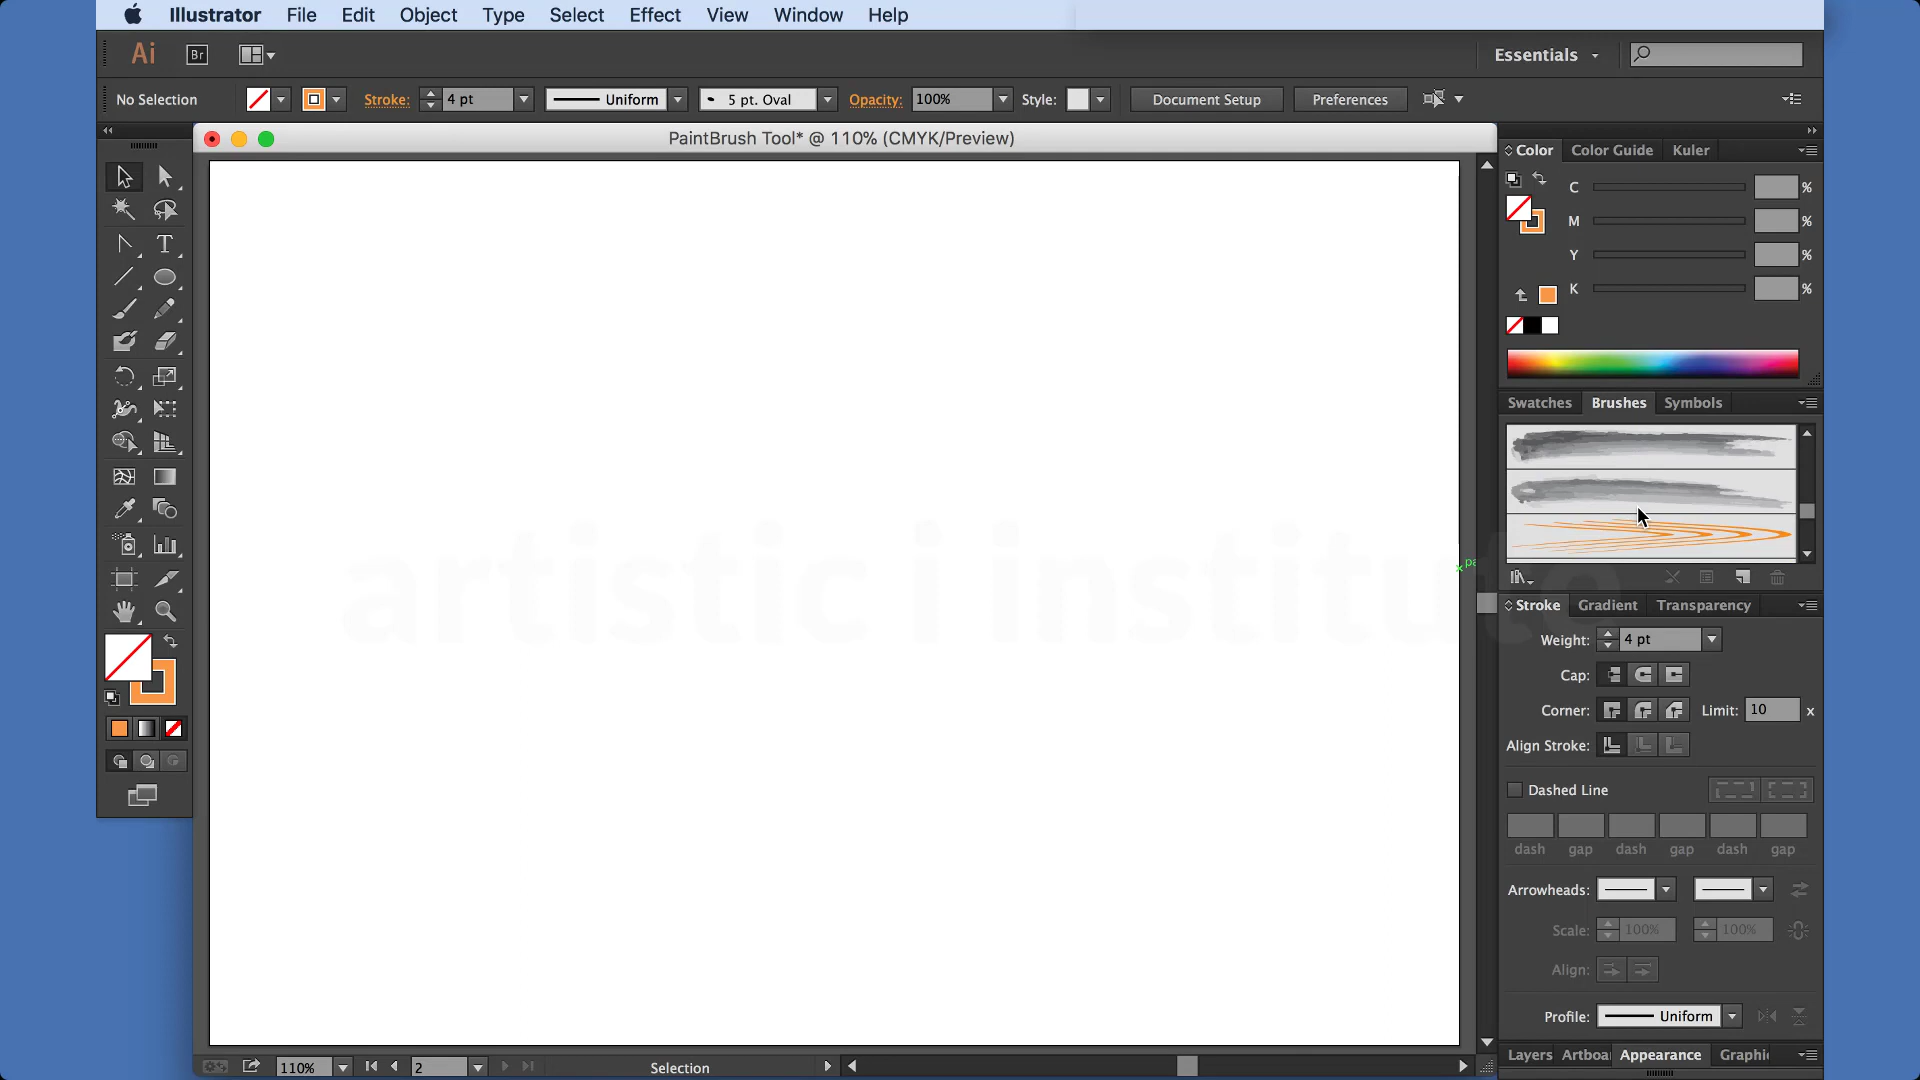 Illustrator File Edit Object Type Select Effect View Window Help
Ai Br Essentials
No Selection Stroke: 4 pt Uniform 5 pt. Oval Opacity: 100% Style: Document Setup Preferences
PaintBrush Tool* @ 110% (CMYK/Preview)
Color Color Guide Kuler
C %
M %
Y %
K %
T
Swatches Brushes Symbols
artistic i institute
pa
Stroke Gradient Transparency
Weight: 4 pt
Cap:
Corner: Limit: 10 x
Align Stroke:
Dashed Line
dash gap dash gap dash gap
Arrowheads:
Scale: 100% 100%
Align:
Profile: Uniform
Layers Artboa Appearance Graphi
110% 2 Selection